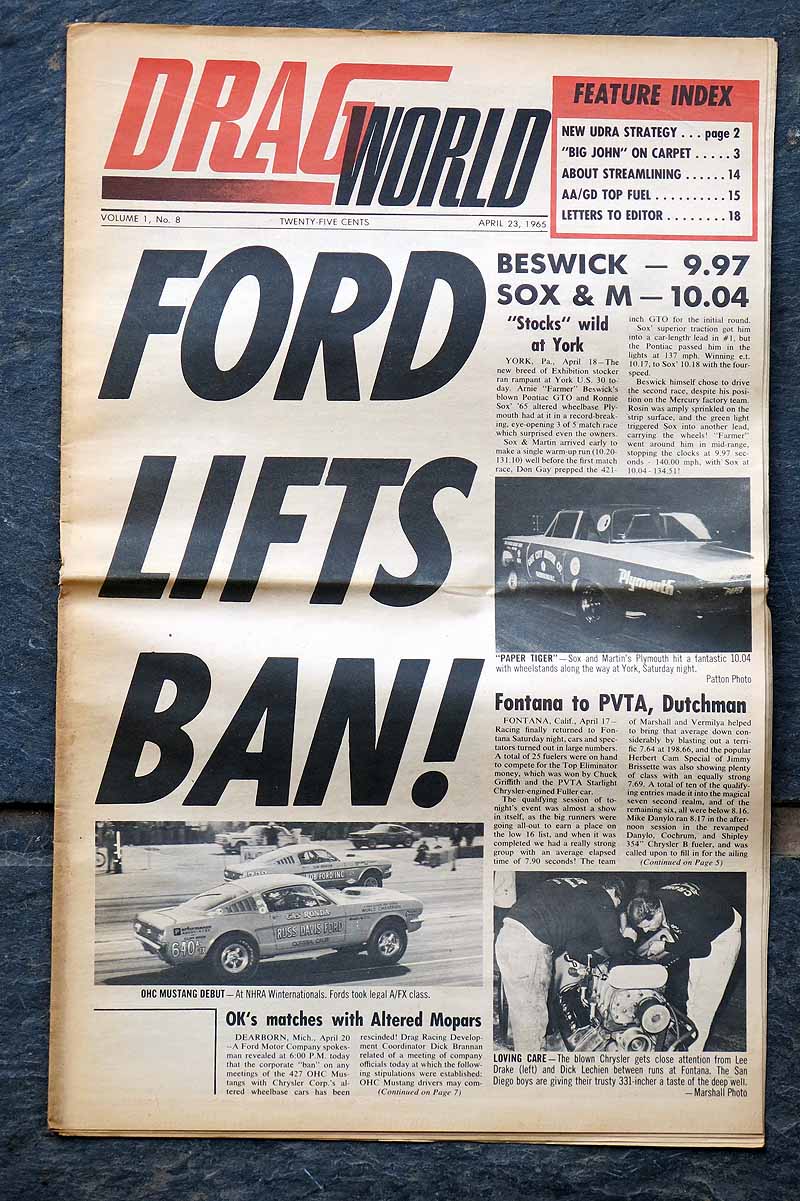 DRAG WORLD
VOLUME 1, No. 8
TWENTY-FIVE CENTS
APRIL 23, 1965
FEATURE INDEX
NEW UDRA STRATEGY . . . page 2
"BIG JOHN" ON CARPET . . . . . 3
ABOUT STREAMLINING . . . . . . 14
AA/GD TOP FUEL . . . . . . . . . . 15
LETTERS TO EDITOR . . . . . . . . 18
FORD
LIFTS
BAN!
BESWICK — 9.97
SOX & M — 10.04
"Stocks" wild
at York
YORK, Pa., April 18—The
new breed of Exhibition stocker
ran rampant at York U.S. 30 to-
day. Arnie "Farmer" Beswick's
blown Pontiac GTO and Ronnie
Sox' '65 altered wheelbase Ply-
mouth had at it in a record-break-
ing, eye-opening 3 of 5 match race
which surprised even the owners.
Sox & Martin arrived early to
make a single warm-up run (10.20-
131.10) well before the first match
race, Don Gay prepped the 421-
inch GTO for the initial round.
Sox' superior traction got him
into a car-length lead in #1, but
the Pontiac passed him in the
lights at 137 mph. Winning e.t.
10.17, to Sox' 10.18 with the four-
speed.
Beswick himself chose to drive
the second race, despite his posi-
tion on the Mercury factory team.
Rosin was amply sprinkled on the
strip surface, and the green light
triggered Sox into another lead,
carrying the wheels! "Farmer"
went around him in mid-range,
stopping the clocks at 9.97 sec-
onds - 140.00 mph, with Sox at
10.04 - 134.51!
Plymouth
"PAPER TIGER"—Sox and Martin's Plymouth hit a fantastic 10.04
with wheelstands along the way at York, Saturday night.
Patton Photo
Fontana to PVTA, Dutchman
FONTANA, Calif., April 17—
Racing finally returned to Fon-
tana Saturday night, cars and spec-
tators turned out in large numbers.
A total of 25 fuelers were on hand
to compete for the Top Eliminator
money, which was won by Chuck
Griffith and the PVTA Starlight
Chrysler-engined Fuller car.
The qualifying session of to-
night's event was almost a show
in itself, as the big runners were
going all-out to earn a place on
the low 16 list, and when it was
completed we had a really strong
group with an average elapsed
time of 7.90 seconds! The team
of Marshall and Vermilya helped
to bring that average down con-
siderably by blasting out a terri-
fic 7.64 at 198.66, and the popular
Herbert Cam Special of Jimmy
Brissette was also showing plenty
of class with an equally strong
7.69. A total of ten of the qualify-
ing entries made it into the magical
seven second realm, and of the
remaining six, all were below 8.16.
Mike Danylo ran 8.17 in the after-
noon session in the revamped
Danylo, Cochrum, and Shipley
354" Chrysler B fueler, and was
called upon to fill in for the ailing
(Continued on Page 5)
FORD INC
GAS RONDA
RUSS DAVIS FORD
640
OHC MUSTANG DEBUT—At NHRA Winternationals. Fords took legal A/FX class.
OK's matches with Altered Mopars
DEARBORN, Mich., April 20
—A Ford Motor Company spokes-
man revealed at 6:00 P.M. today
that the corporate "ban" on any
meetings of the 427 OHC Mus-
tangs with Chrysler Corp.'s al-
tered wheelbase cars has been
rescinded! Drag Racing Develop-
ment Coordinator Dick Brannan
related of a meeting of company
officials today at which the follow-
ing stipulations were established:
OHC Mustang drivers may com-
(Continued on Page 7)
LOVING CARE—The blown Chrysler gets close attention from Lee
Drake (left) and Dick Lechien between runs at Fontana. The San
Diego boys are giving their trusty 331-incher a taste of the deep well.
—Marshall Photo